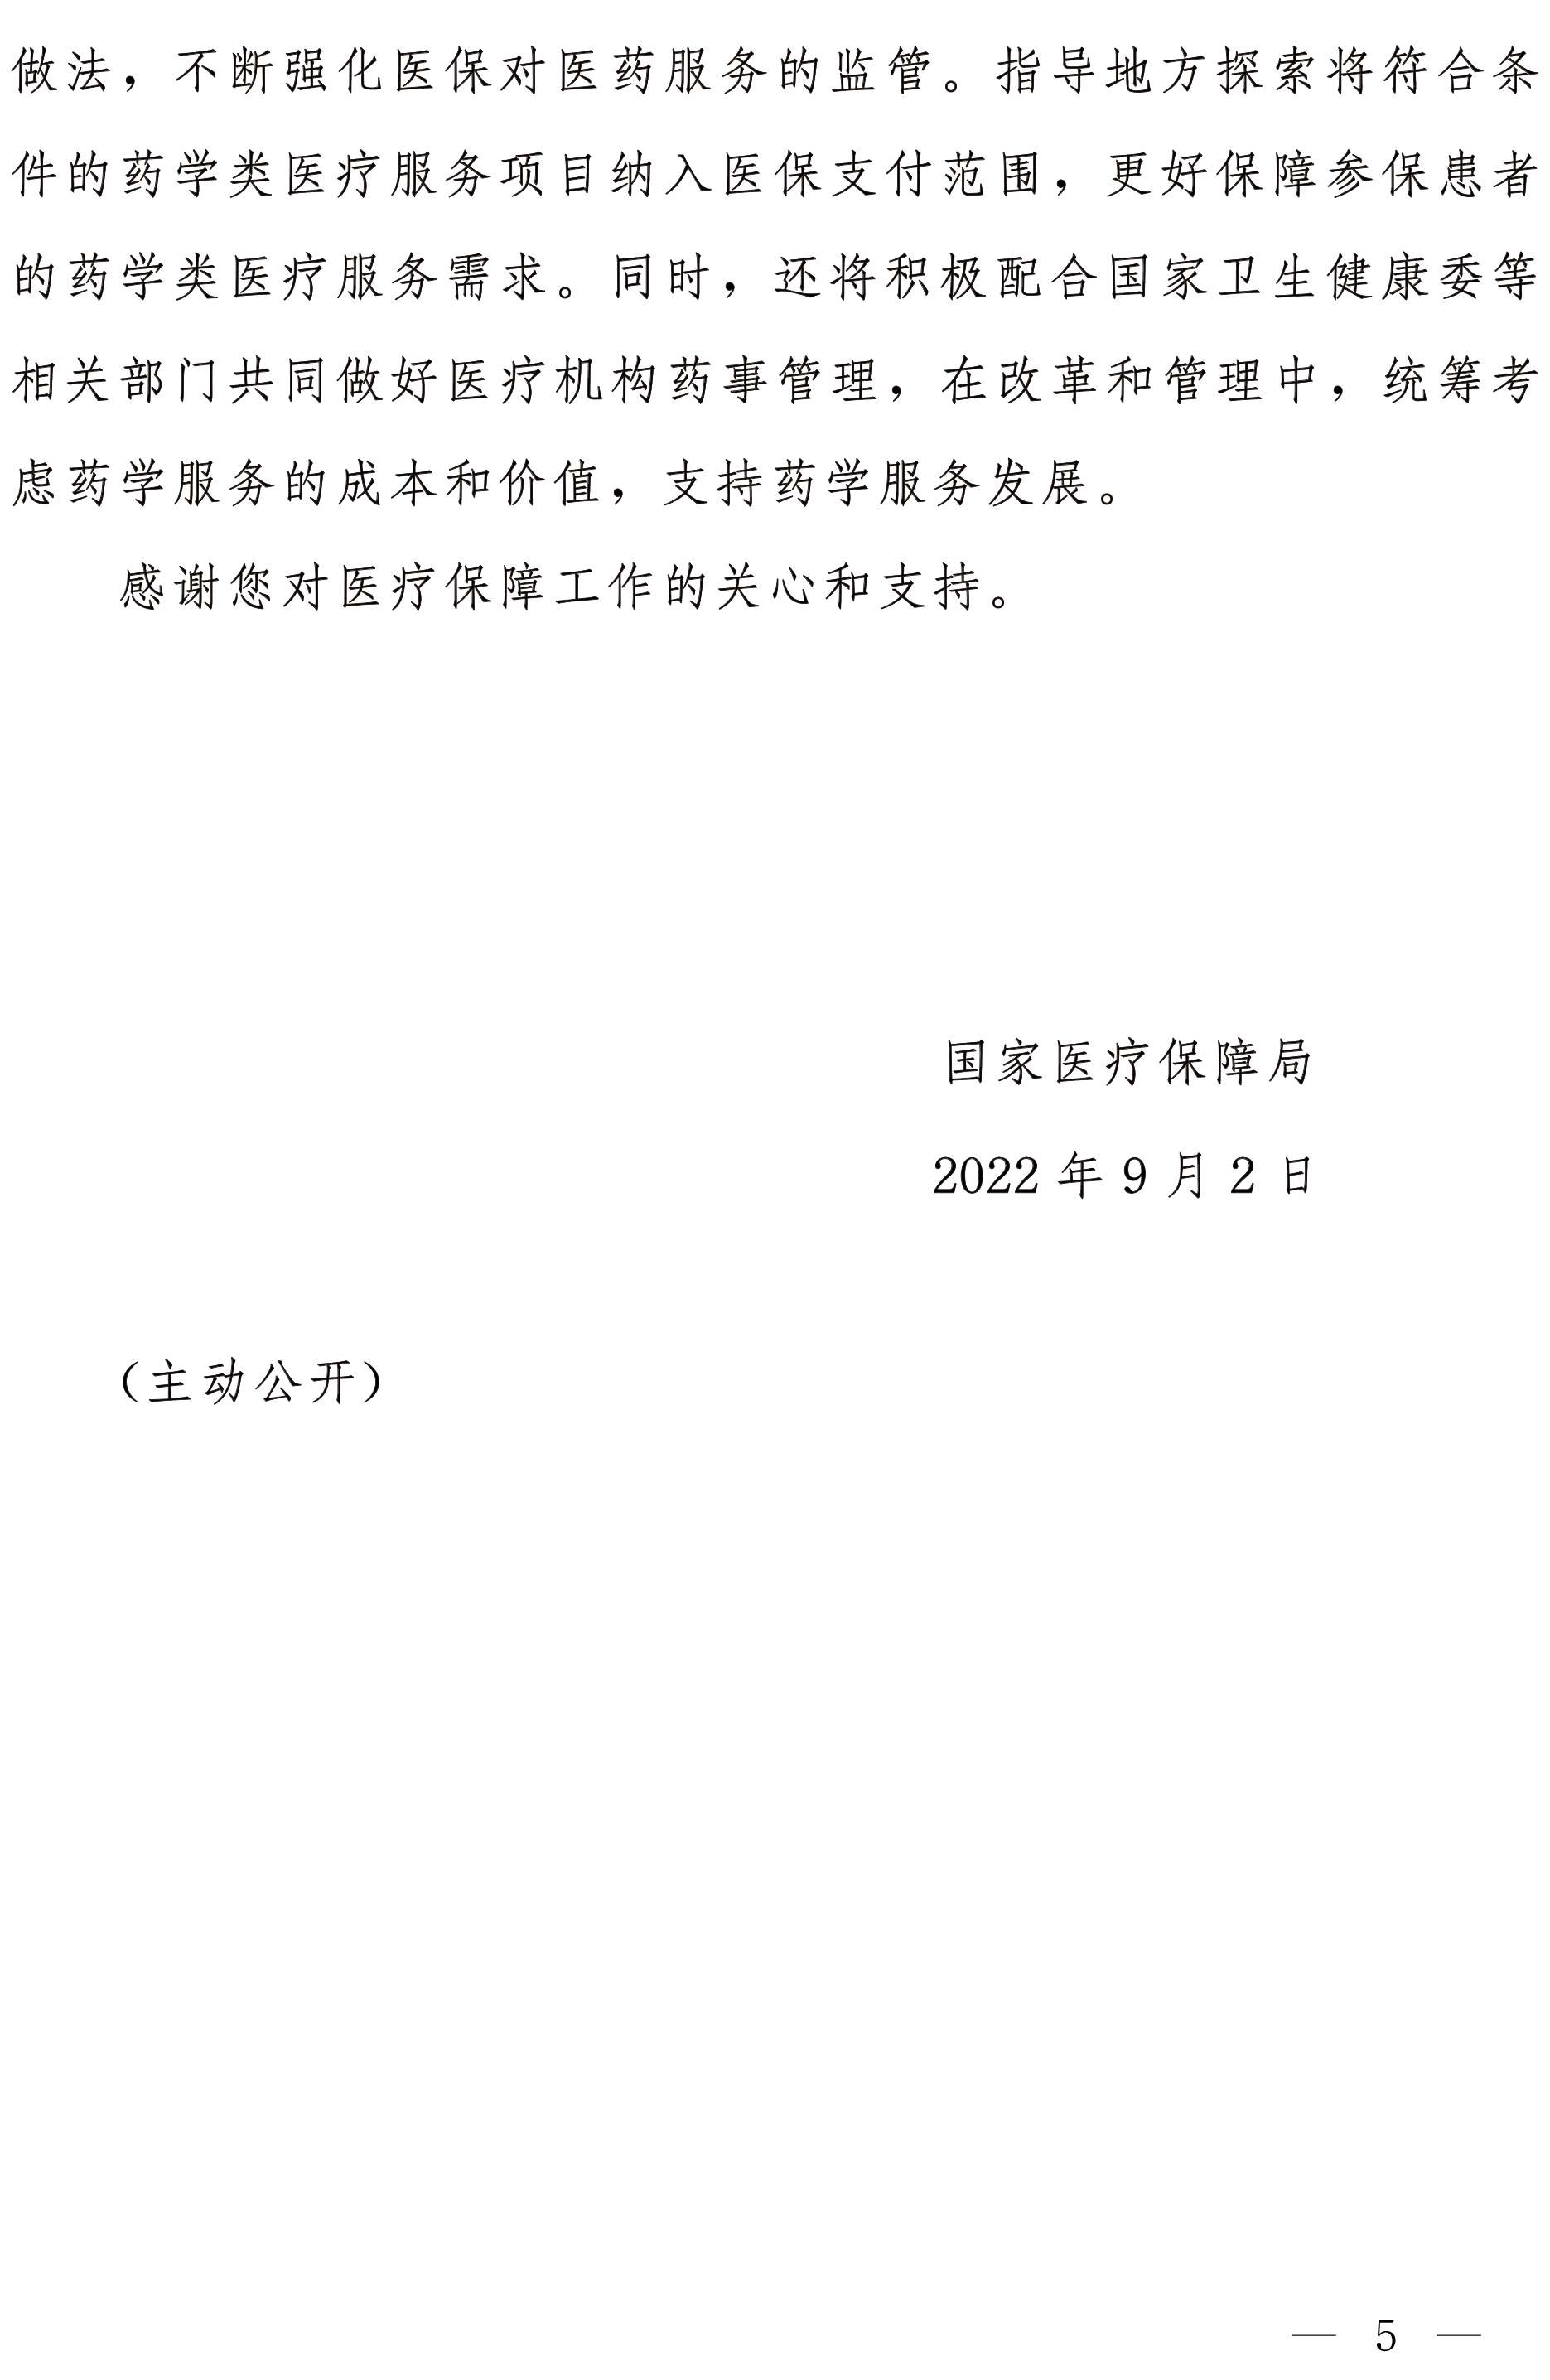 做法，不断强化医保对医药服务的监管。指导地方探索将符合条
件的药学类医疗服务项目纳入医保支付范围，更好保障参保患者
的药学类医疗服务需求。同时，还将积极配合国家卫生健康委等
相关部门共同做好医疗机构药事管理，在改革和管理中，统筹考
虑药学服务的成本和价值，支持药学服务发展。
感谢您对医疗保障工作的关心和支持。
国家医疗保障局
2022年9月2日
（主动公开）
— 5 —